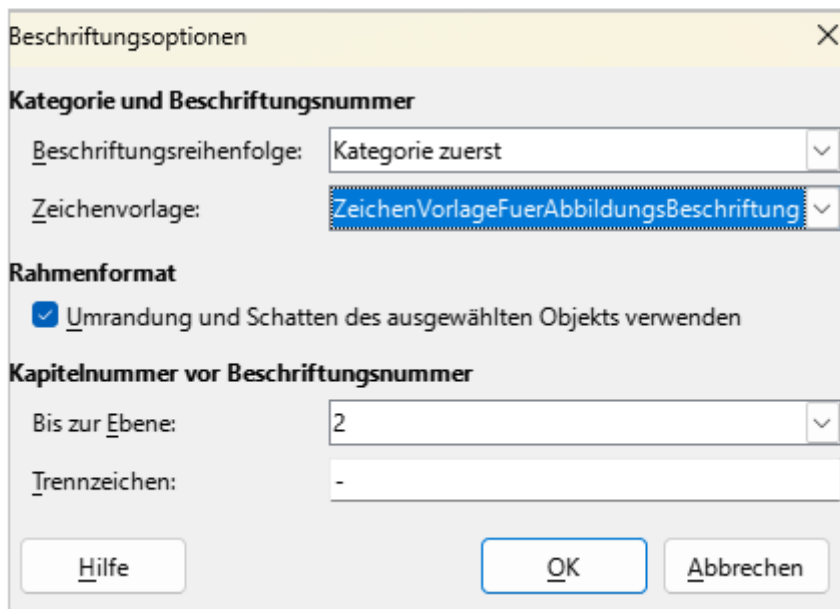 Beschriftungsoptionen
Kategorie und Beschriftungsnummer
Beschriftungsreihenfolge: Kategorie zuerst
Zeichenvorlage: ZeichenVorlageFuerAbbildungsBeschriftung
Rahmenformat
Umrandung und Schatten des ausgewählten Objekts verwenden
Kapitelnummer vor Beschriftungsnummer
Bis zur Ebene: 2
Trennzeichen: -
Hilfe OK Abbrechen